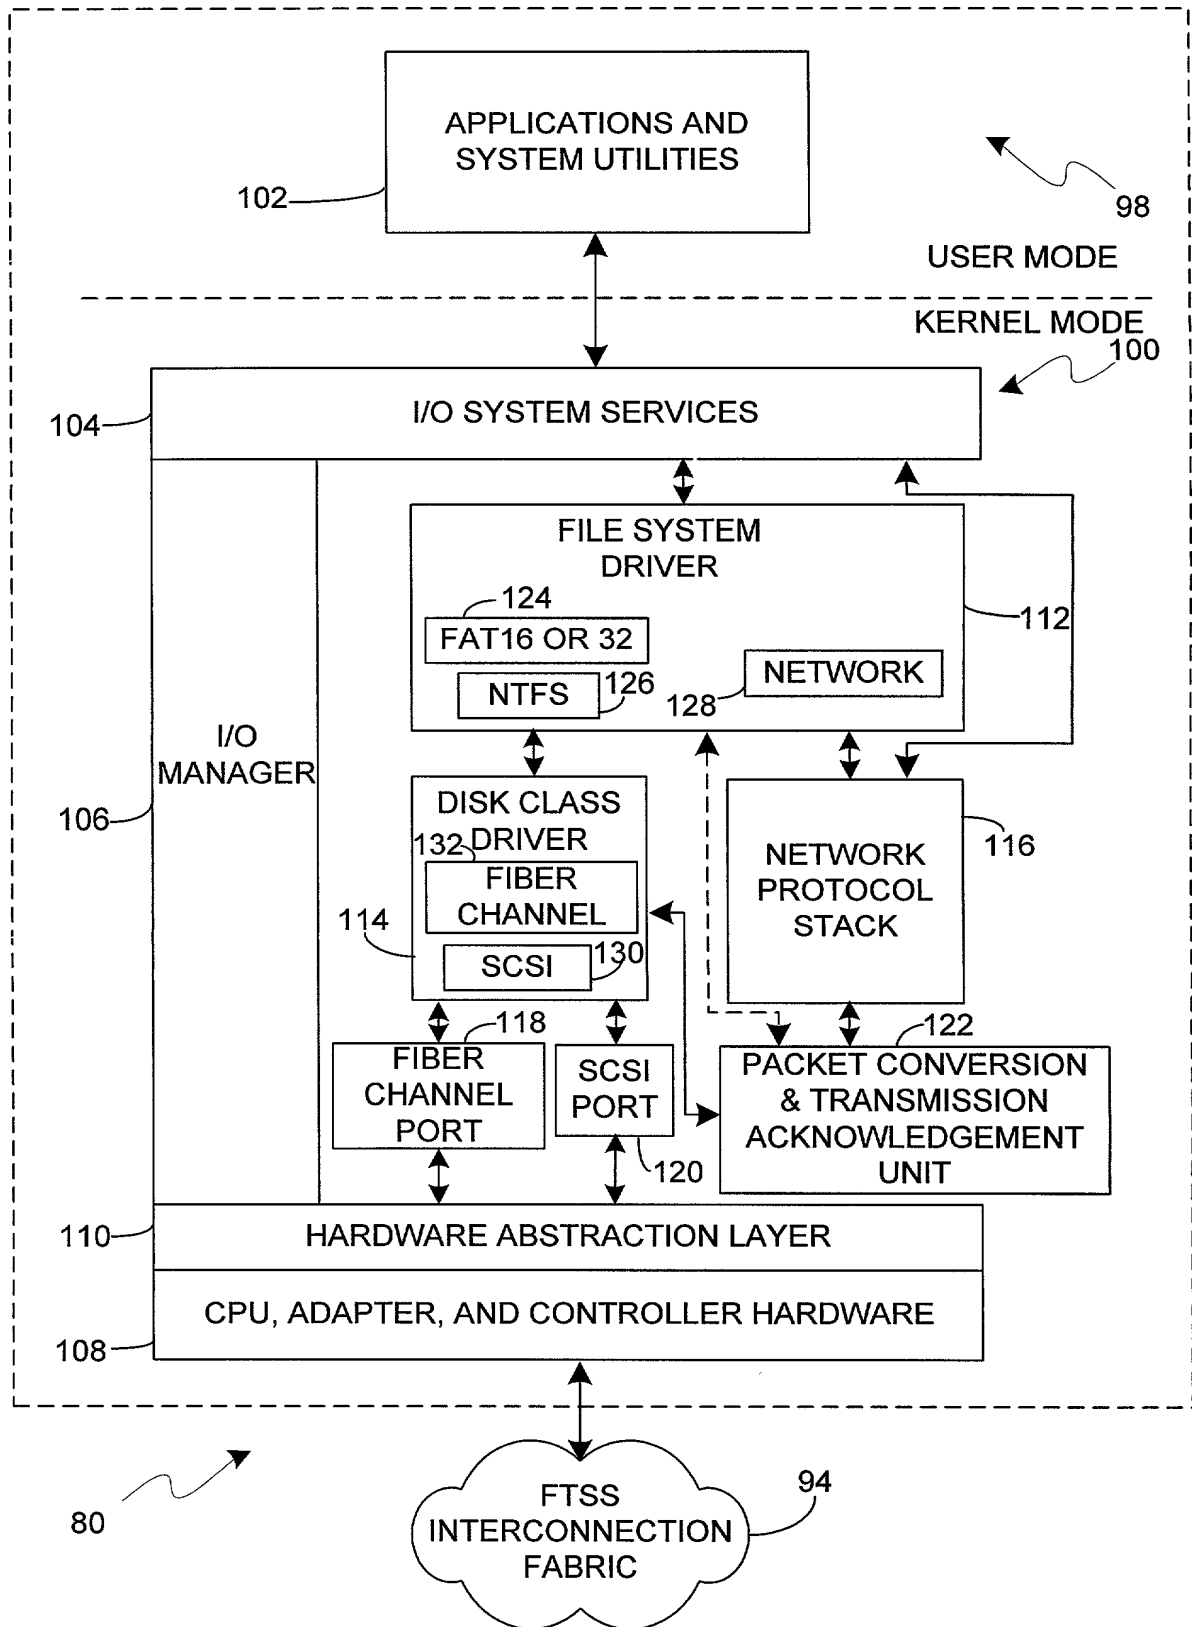 APPLICATIONS AND
SYSTEM UTILITIES
102
98
USER MODE
KERNEL MODE
100
I/O SYSTEM SERVICES
104
FILE SYSTEM
DRIVER
124
112
FAT16 OR 32
NETWORK
NTFS
126
128
I/O
MANAGER
106
DISK CLASS
DRIVER
132
116
FIBER
CHANNEL
NETWORK
PROTOCOL
STACK
114
SCSI
130
118
122
FIBER
CHANNEL
PORT
SCSI
PORT
PACKET CONVERSION
& TRANSMISSION
ACKNOWLEDGEMENT
UNIT
120
110
HARDWARE ABSTRACTION LAYER
CPU, ADAPTER, AND CONTROLLER HARDWARE
108
94
FTSS
INTERCONNECTION
FABRIC
80